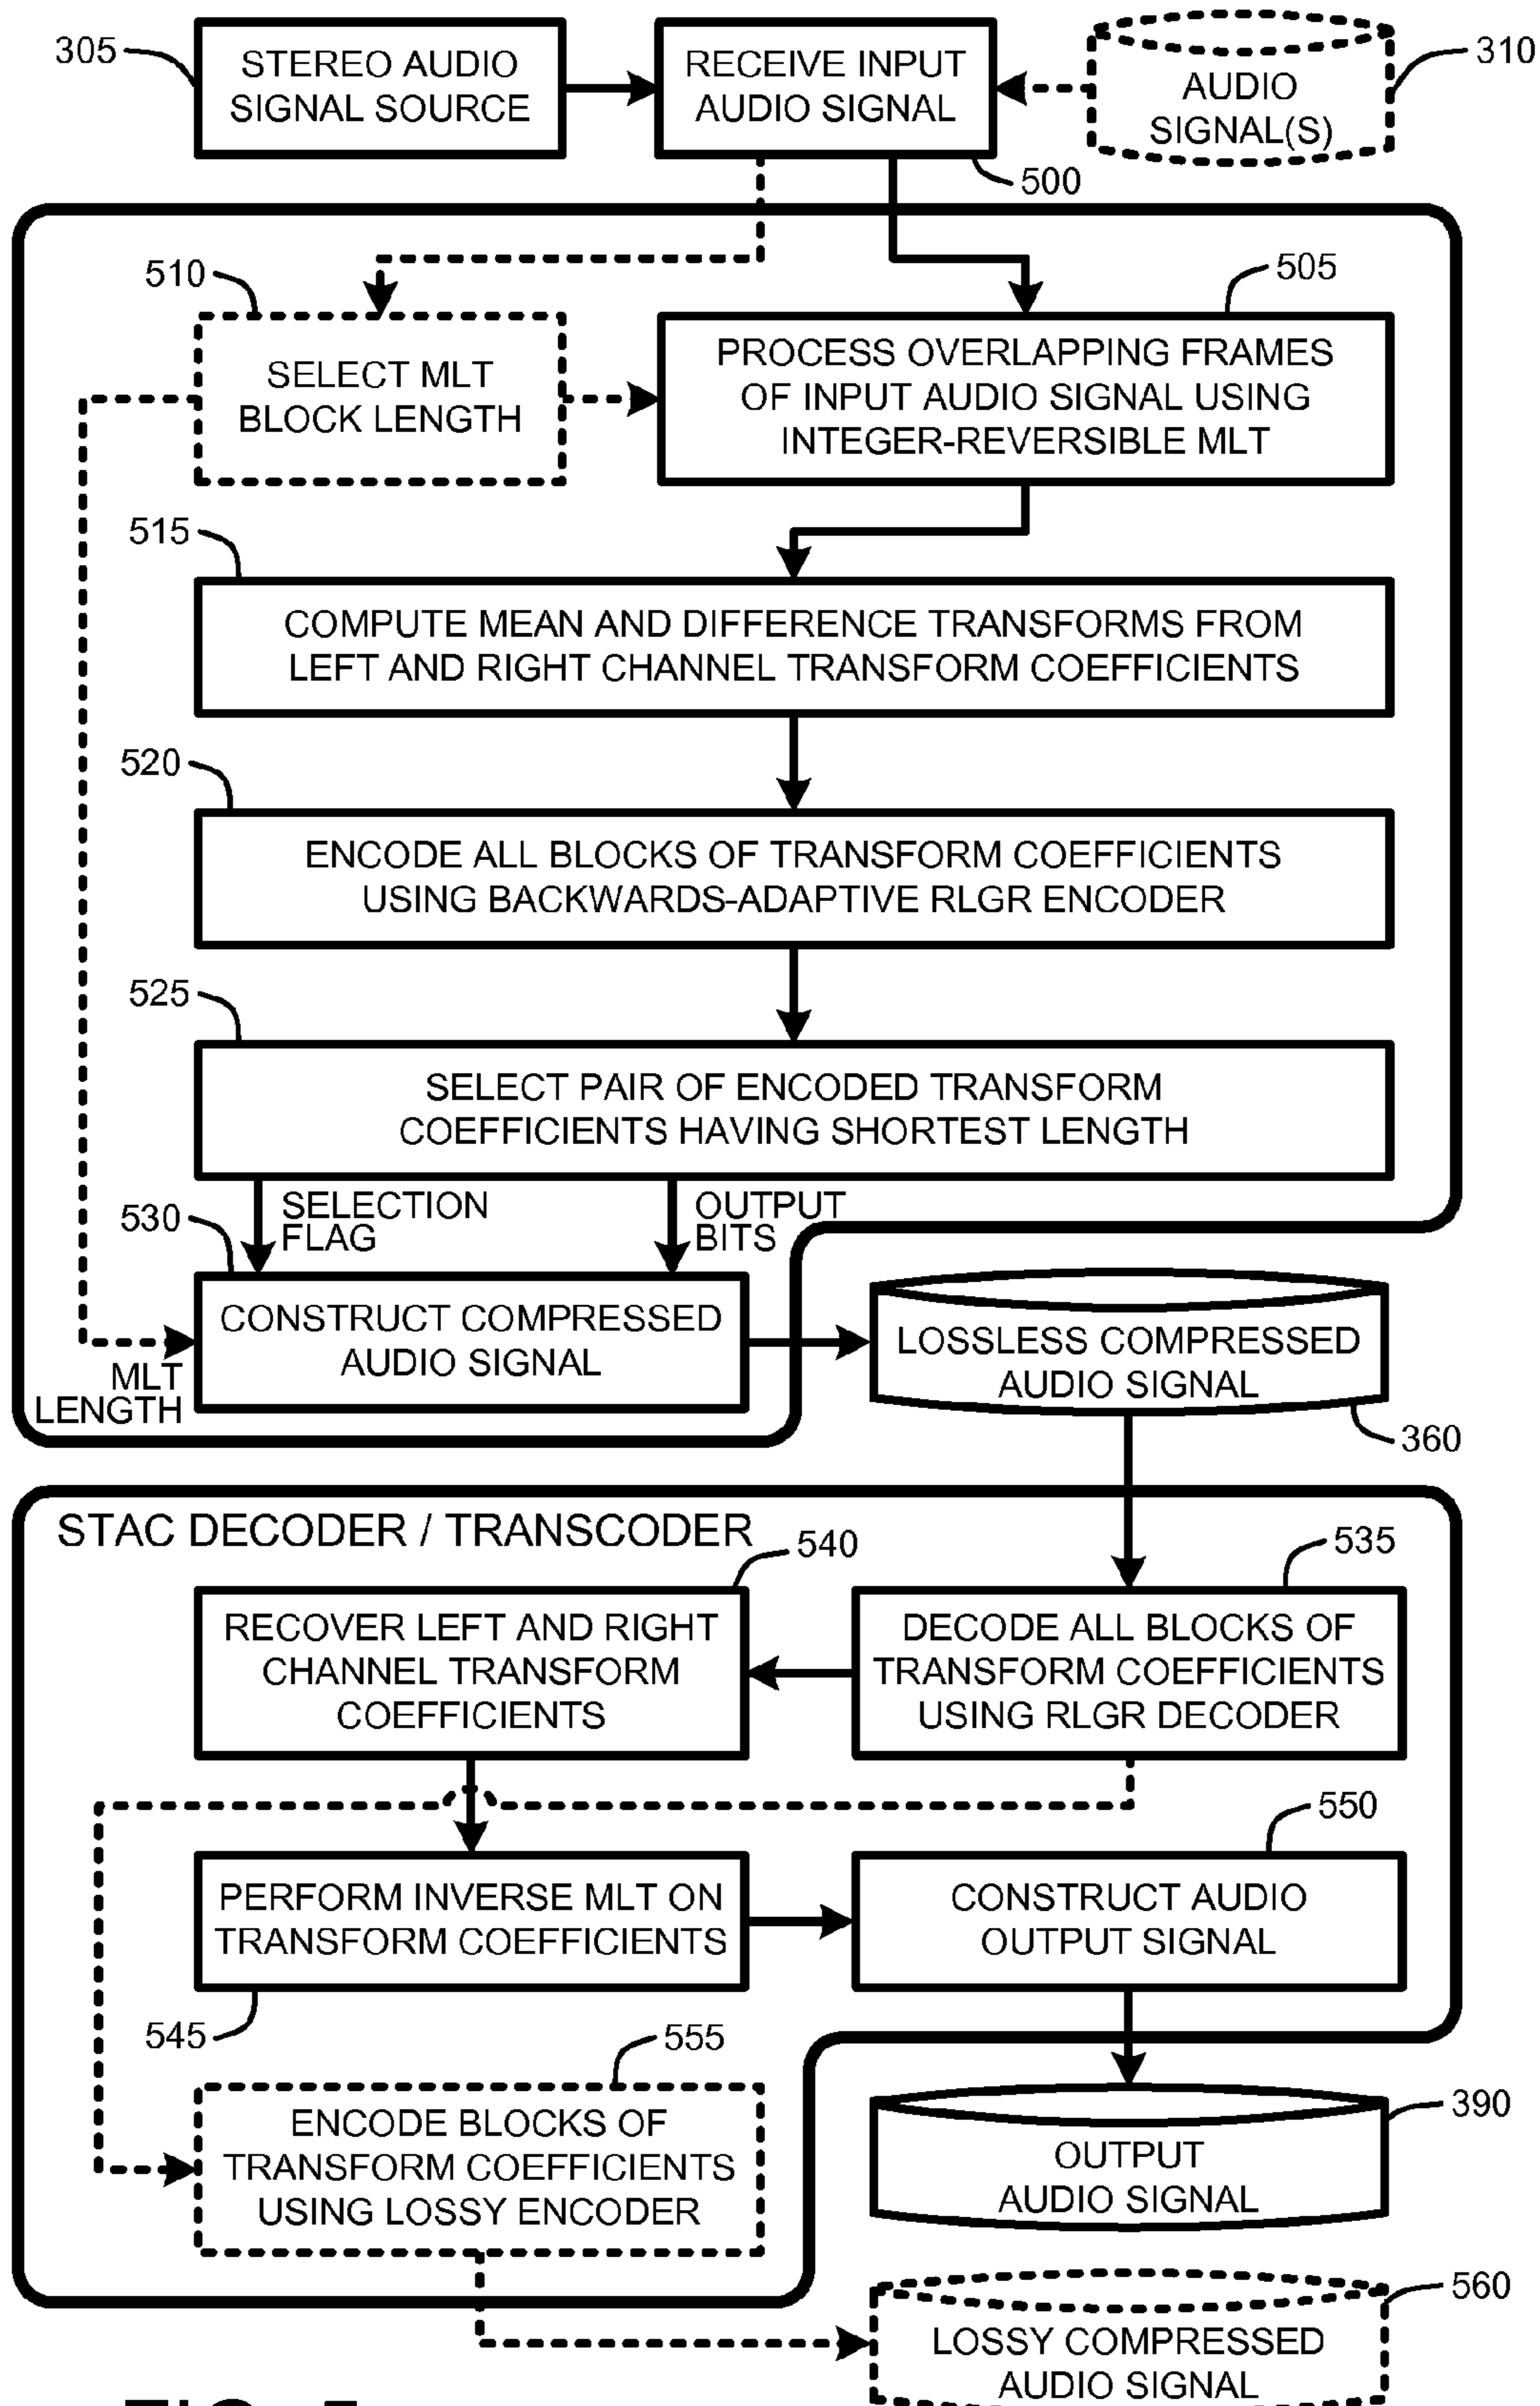 305
STEREO AUDIO
SIGNAL SOURCE
RECEIVE INPUT
AUDIO SIGNAL
AUDIO
SIGNAL(S)
310
500
510
505
SELECT MLT
BLOCK LENGTH
PROCESS OVERLAPPING FRAMES
OF INPUT AUDIO SIGNAL USING
INTEGER-REVERSIBLE MLT
515
COMPUTE MEAN AND DIFFERENCE TRANSFORMS FROM
LEFT AND RIGHT CHANNEL TRANSFORM COEFFICIENTS
520
ENCODE ALL BLOCKS OF TRANSFORM COEFFICIENTS
USING BACKWARDS-ADAPTIVE RLGR ENCODER
525
SELECT PAIR OF ENCODED TRANSFORM
COEFFICIENTS HAVING SHORTEST LENGTH
530
SELECTION
FLAG
OUTPUT
BITS
CONSTRUCT COMPRESSED
AUDIO SIGNAL
MLT
LENGTH
LOSSLESS COMPRESSED
AUDIO SIGNAL
360
STAC DECODER / TRANSCODER
540
535
RECOVER LEFT AND RIGHT
CHANNEL TRANSFORM
COEFFICIENTS
DECODE ALL BLOCKS OF
TRANSFORM COEFFICIENTS
USING RLGR DECODER
550
PERFORM INVERSE MLT ON
TRANSFORM COEFFICIENTS
CONSTRUCT AUDIO
OUTPUT SIGNAL
545
555
ENCODE BLOCKS OF
TRANSFORM COEFFICIENTS
USING LOSSY ENCODER
390
OUTPUT
AUDIO SIGNAL
560
LOSSY COMPRESSED
AUDIO SIGNAL